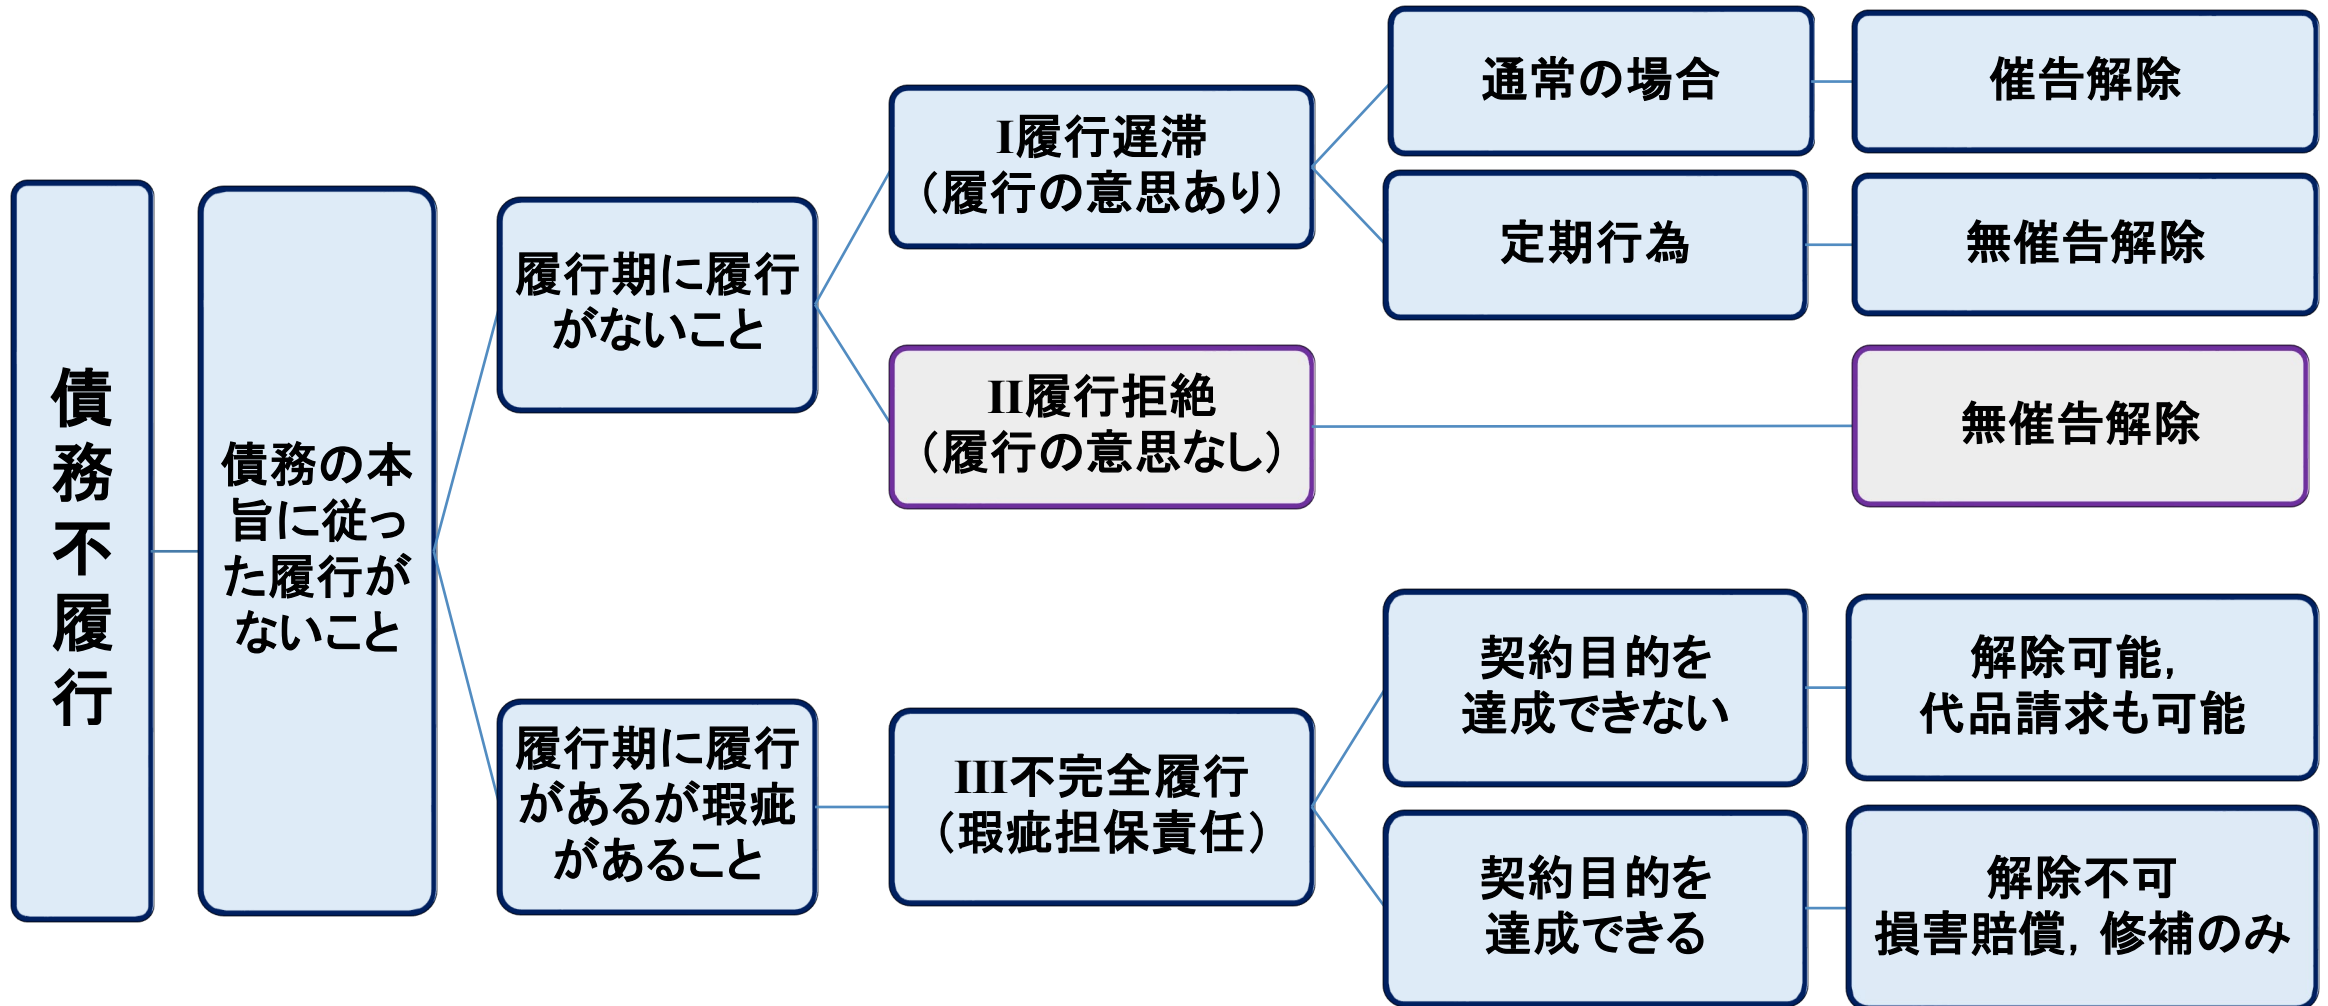 債務不履行
債務の本
旨に従っ
た履行が
ないこと
履行期に履行
がないこと
I履行遅滞
（履行の意思あり）
通常の場合
催告解除
定期行為
無催告解除
II履行拒絶
（履行の意思なし）
無催告解除
履行期に履行
があるが瑕疵
があること
III不完全履行
（瑕疵担保責任）
契約目的を
達成できない
解除可能，
代品請求も可能
契約目的を
達成できる
解除不可
損害賠償，修補のみ